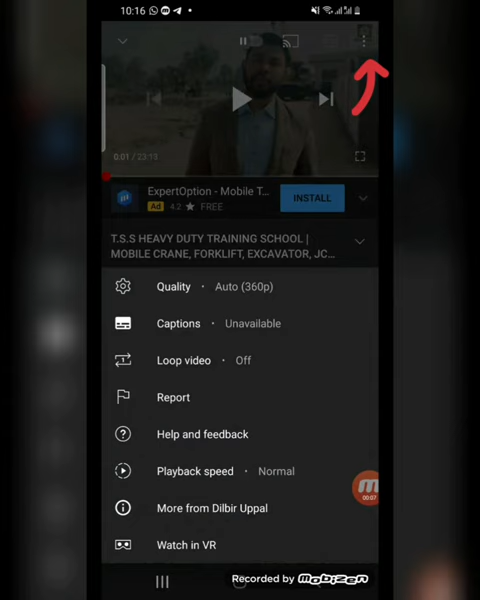 10:16
0:01 / 23:13
ExpertOption - Mobile T...
INSTALL
Ad 4.2 ★ FREE
T.S.S HEAVY DUTY TRAINING SCHOOL |
MOBILE CRANE, FORKLIFT, EXCAVATOR, JC...
Quality · Auto (360p)
Captions · Unavailable
Loop video · Off
Report
Help and feedback
Playback speed · Normal
00:07
More from Dilbir Uppal
Watch in VR
Recorded by MOBIZEN